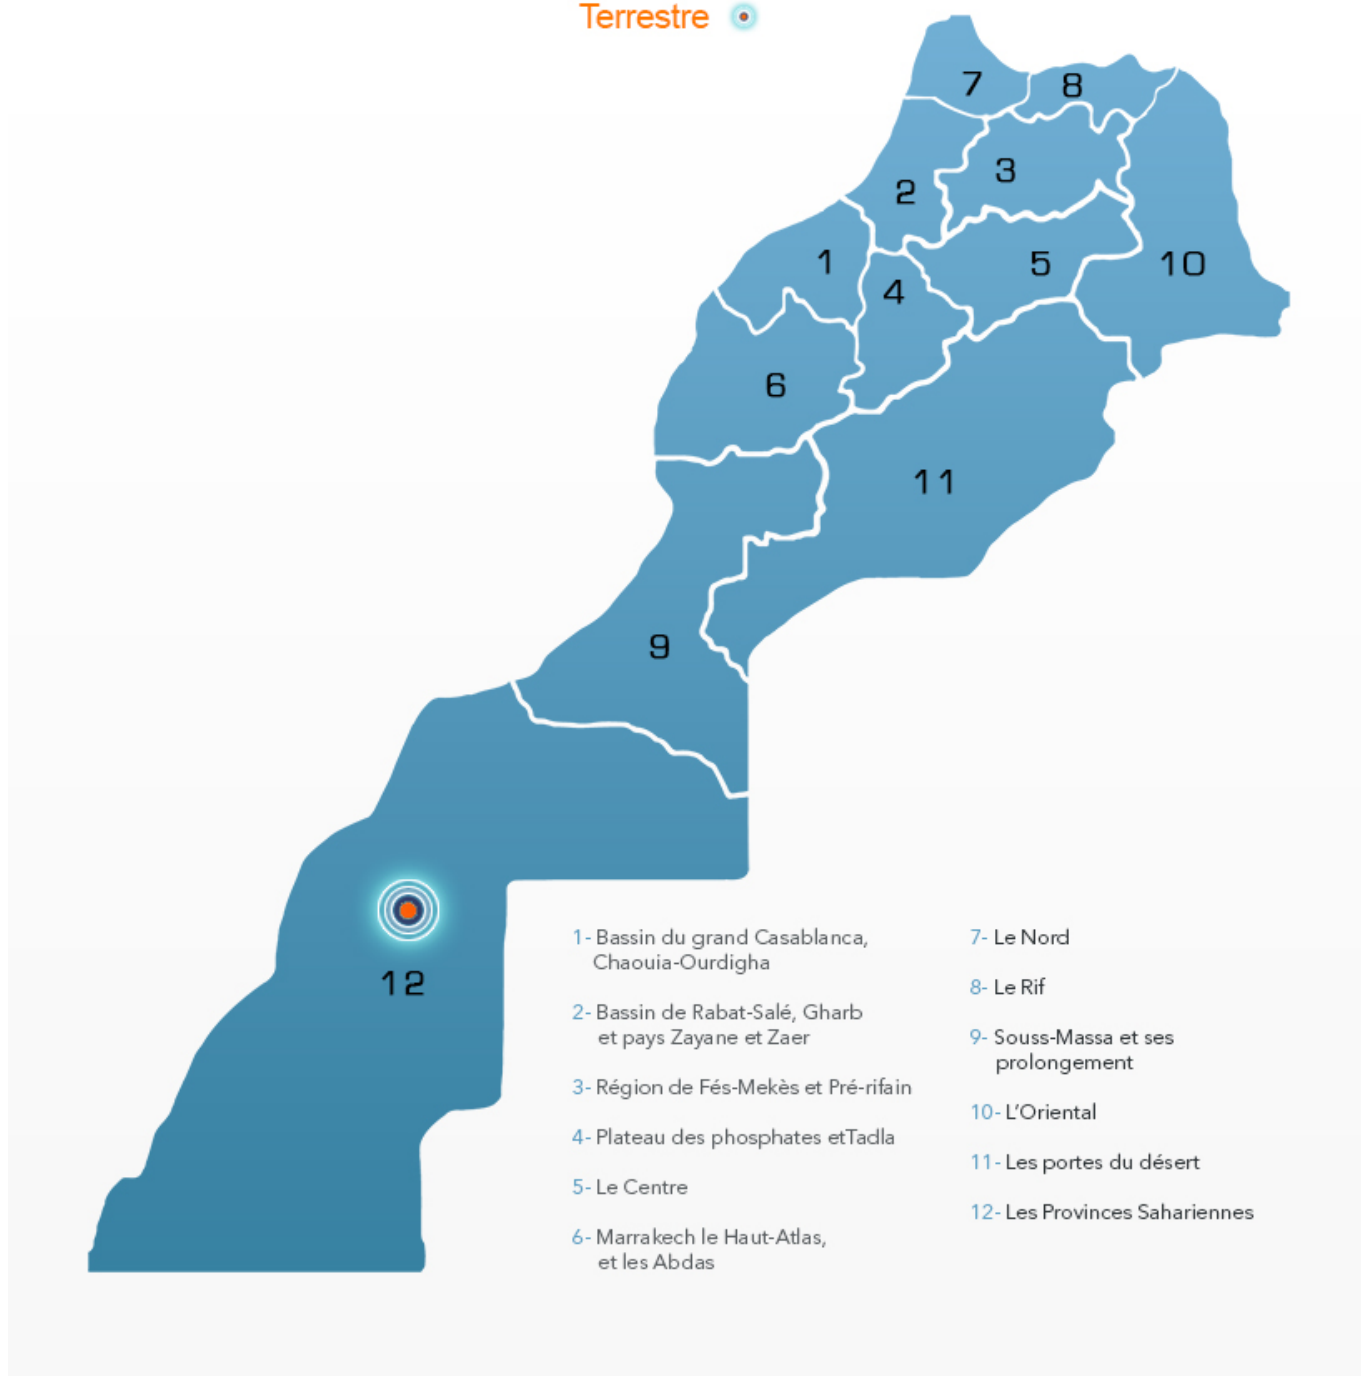 Terrestre
7
8
3
2
1
5
10
4
6
11
9
12
1- Bassin du grand Casablanca,
Chaouia-Ourdigha
2- Bassin de Rabat-Salé, Gharb
et pays Zayane et Zaer
3- Région de Fés-Mekès et Pré-rifain
4- Plateau des phosphates etTadla
5- Le Centre
6- Marrakech le Haut-Atlas,
et les Abdas
7- Le Nord
8- Le Rif
9- Souss-Massa et ses
prolongement
10- L'Oriental
11- Les portes du désert
12- Les Provinces Sahariennes